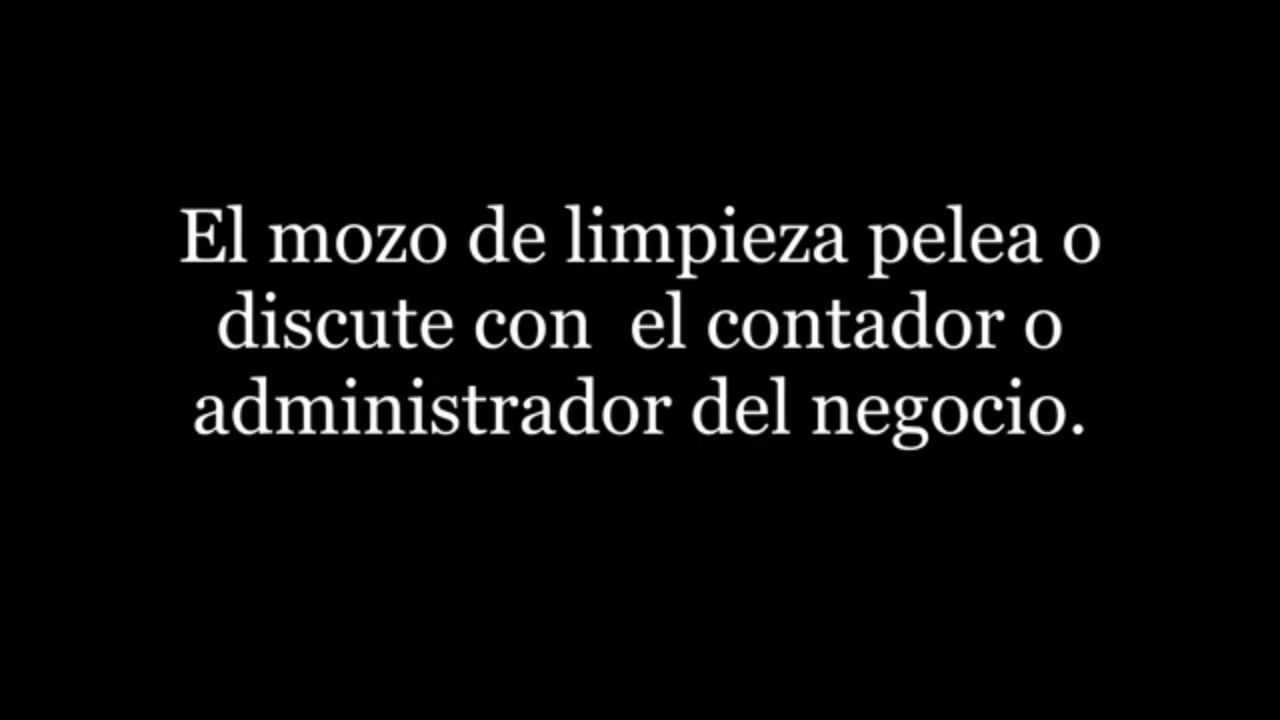 El mozo de limpieza pelea o
discute con  el contador o
administrador del negocio.